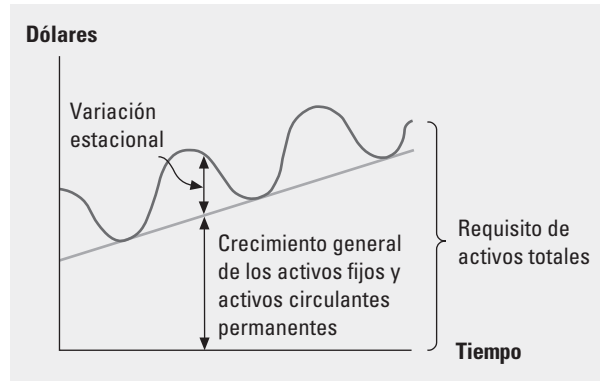 Dólares
Variación
estacional
Crecimiento general
de los activos fijos y
activos circulantes
permanentes
Requisito de
activos totales
Tiempo